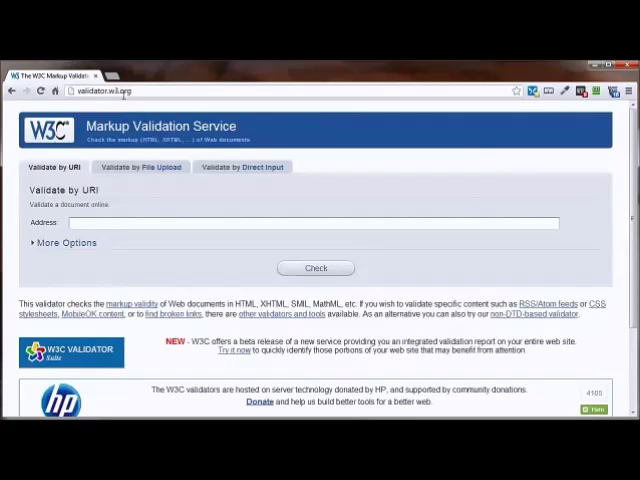 The W3C Markup Validat
validator.w3.org
W3C Markup Validation Service
Check the markup (HTML, XHTML, …) of Web documents
Validate by URI Validate by File Upload Validate by Direct Input
Validate by URI
Validate a document online:
Address:
More Options
Check
This validator checks the markup validity of Web documents in HTML, XHTML, SMIL, MathML, etc. If you wish to validate specific content such as RSS/Atom feeds or CSS
stylesheets, MobileOK content, or to find broken links, there are other validators and tools available. As an alternative you can also try our non-DTD-based validator.
W3C VALIDATOR
Suite
NEW - W3C offers a beta release of a new service providing you an integrated validation report on your entire web site.
Try it now to quickly identify those portions of your web site that may benefit from attention
hp
The W3C validators are hosted on server technology donated by HP, and supported by community donations.
Donate and help us build better tools for a better web.
4100
Flattr